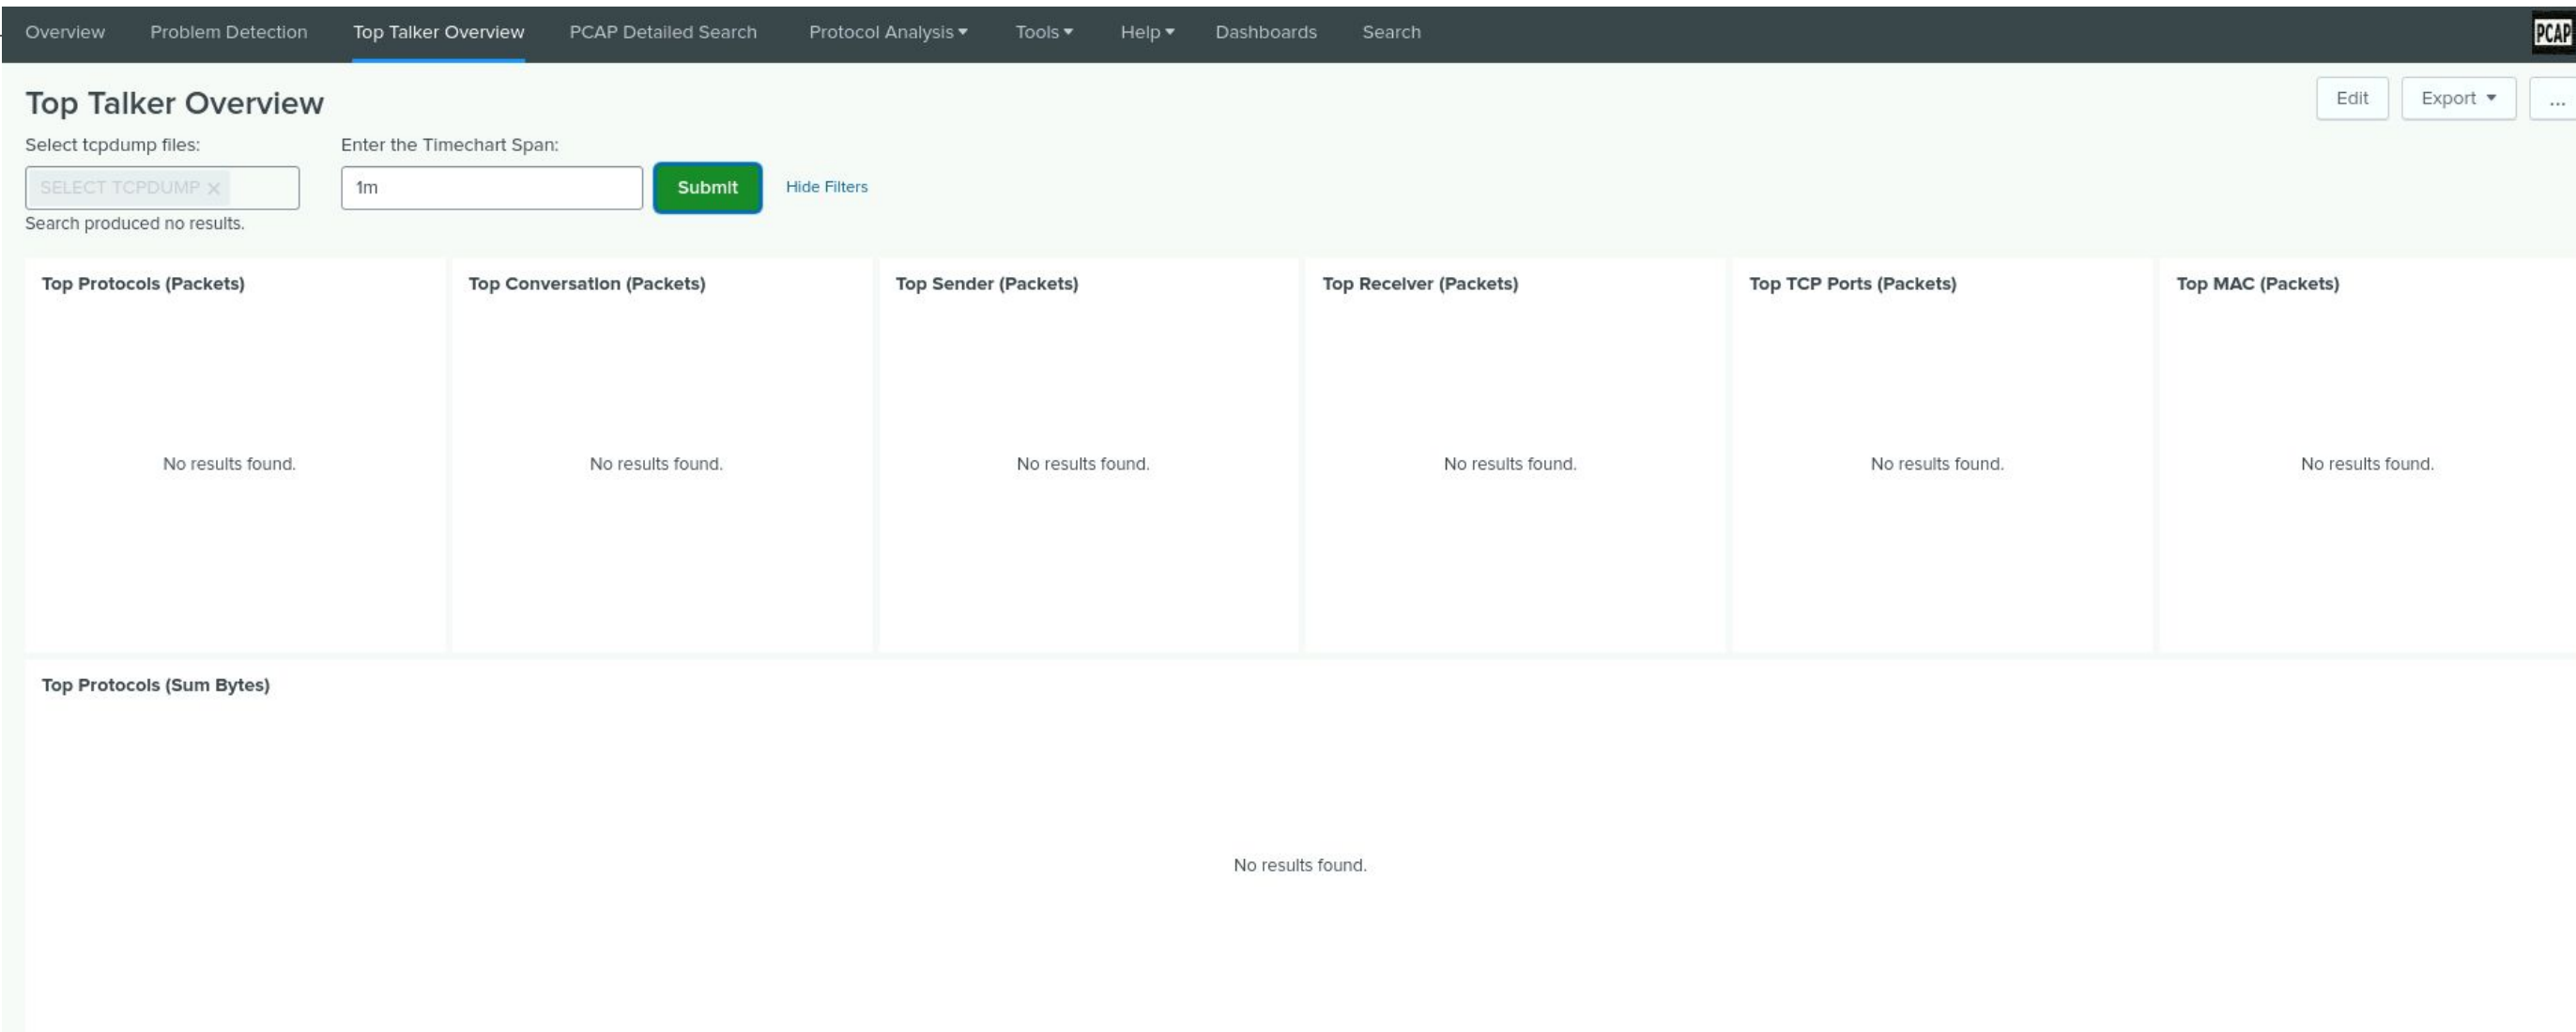 Overview Problem Detection Top Talker Overview PCAP Detailed Search Protocol Analysis Tools Help Dashboards Search PCAP
Top Talker Overview
Edit Export ...
Select tcpdump files: Enter the Timechart Span:
SELECT TCPDUMP 1m Submit Hide Filters
Search produced no results.
Top Protocols (Packets) Top Conversation (Packets) Top Sender (Packets) Top Receiver (Packets) Top TCP Ports (Packets) Top MAC (Packets)
No results found. No results found. No results found. No results found. No results found. No results found.
Top Protocols (Sum Bytes)
No results found.